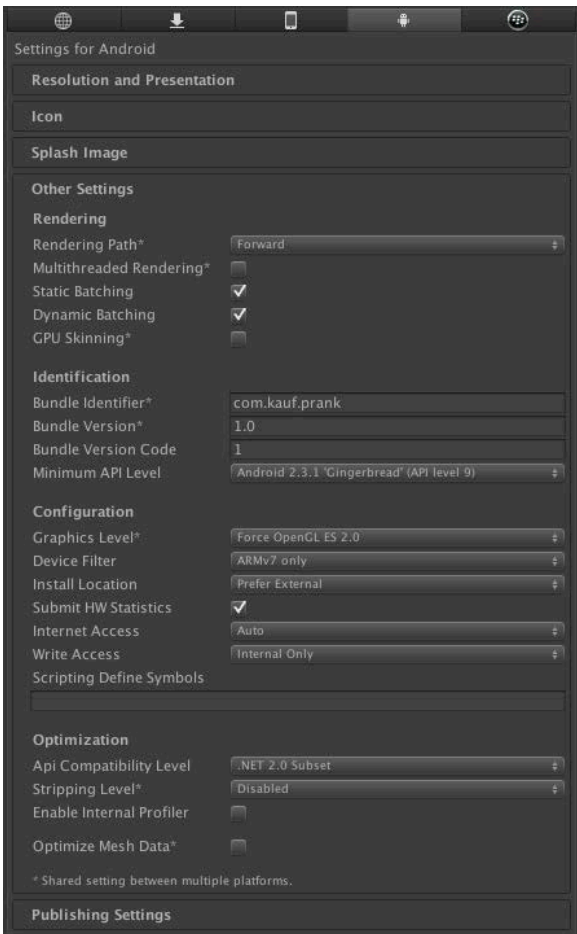 Settings for Android
Resolution and Presentation
Icon
Splash Image
Other Settings
Rendering
Rendering Path* Forward
Multithreaded Rendering*
Static Batching
Dynamic Batching
GPU Skinning*
Identification
Bundle Identifier* com.kauf.prank
Bundle Version* 1.0
Bundle Version Code 1
Minimum API Level Android 2.3.1 'Gingerbread' (API level 9)
Configuration
Graphics Level* Force OpenGL ES 2.0
Device Filter ARMv7 only
Install Location Prefer External
Submit HW Statistics
Internet Access Auto
Write Access Internal Only
Scripting Define Symbols
Optimization
Api Compatibility Level .NET 2.0 Subset
Stripping Level* Disabled
Enable Internal Profiler
Optimize Mesh Data*
* Shared setting between multiple platforms.
Publishing Settings